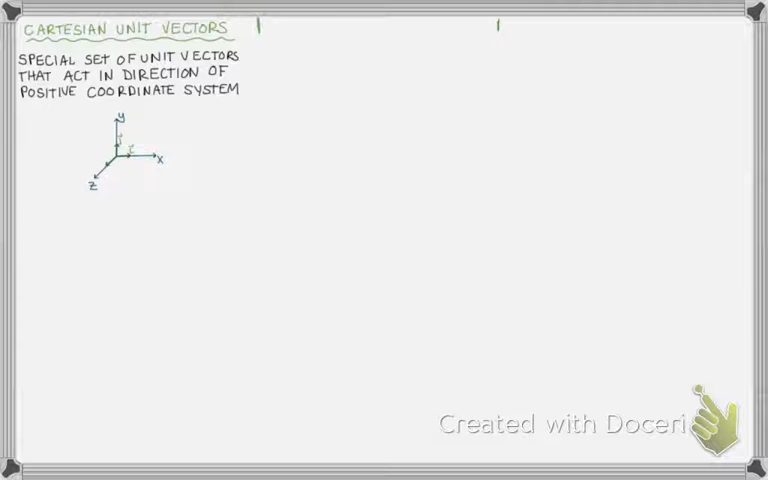 CARTESIAN UNIT VECTORS
SPECIAL SET OF UNIT VECTORS
THAT ACT IN DIRECTION OF
POSITIVE COORDINATE SYSTEM
y
j
i
x
z
Created with Doceri